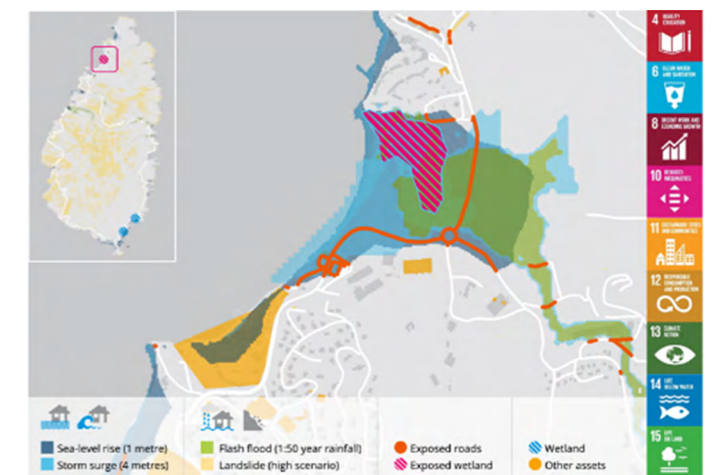 4 QUALITY
EDUCATION
6 CLEAN WATER
AND SANITATION
8 DECENT WORK AND
ECONOMIC GROWTH
10 REDUCED
INEQUALITIES
11 SUSTAINABLE CITIES
AND COMMUNITIES
12 RESPONSIBLE
CONSUMPTION
AND PRODUCTION
13 CLIMATE
ACTION
14 LIFE
BELOW WATER
15 LIFE
ON LAND
Sea-level rise (1 metre)
Storm surge (4 metres)
Flash flood (1:50 year rainfall)
Landslide (high scenario)
Exposed roads
Exposed wetland
Wetland
Other assets